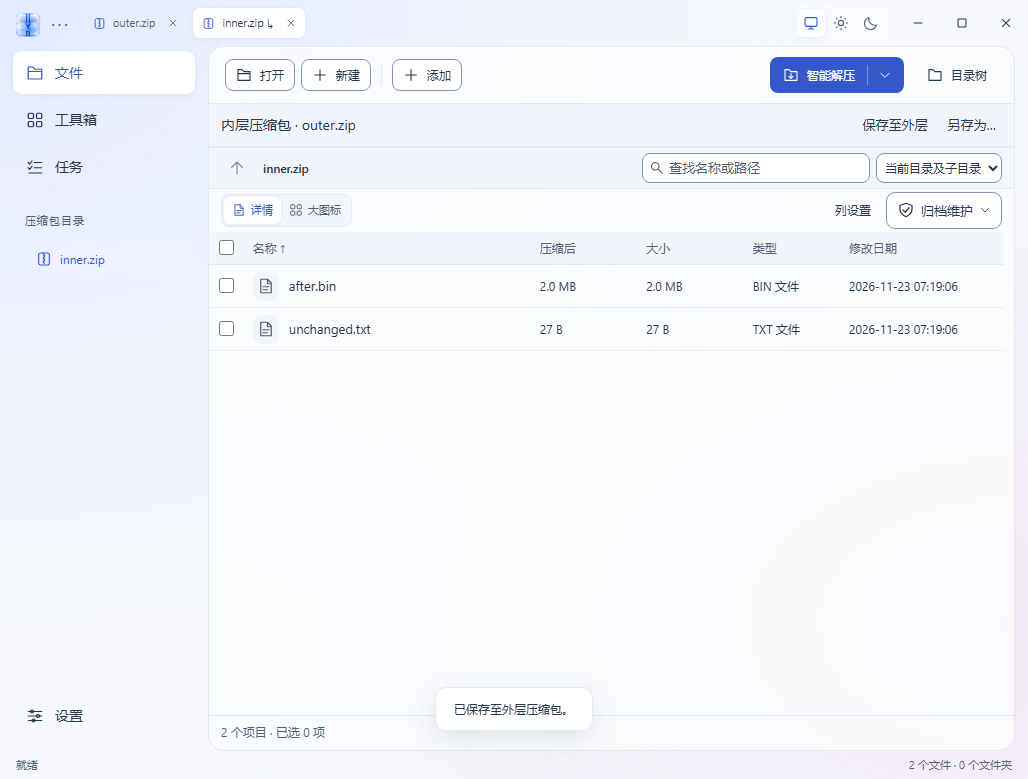 outer.zip
inner.zip
文件
工具箱
任务
压缩包目录
inner.zip
设置
就绪
打开
新建
添加
智能解压
目录树
内层压缩包 · outer.zip
保存至外层
另存为...
inner.zip
查找名称或路径
当前目录及子目录
详情
大图标
列设置
归档维护
名称 ↑ 压缩后 大小 类型 修改日期
after.bin 2.0 MB 2.0 MB BIN 文件 2026-11-23 07:19:06
unchanged.txt 27 B 27 B TXT 文件 2026-11-23 07:19:06
已保存至外层压缩包。
2 个项目 · 已选 0 项
2 个文件 · 0 个文件夹